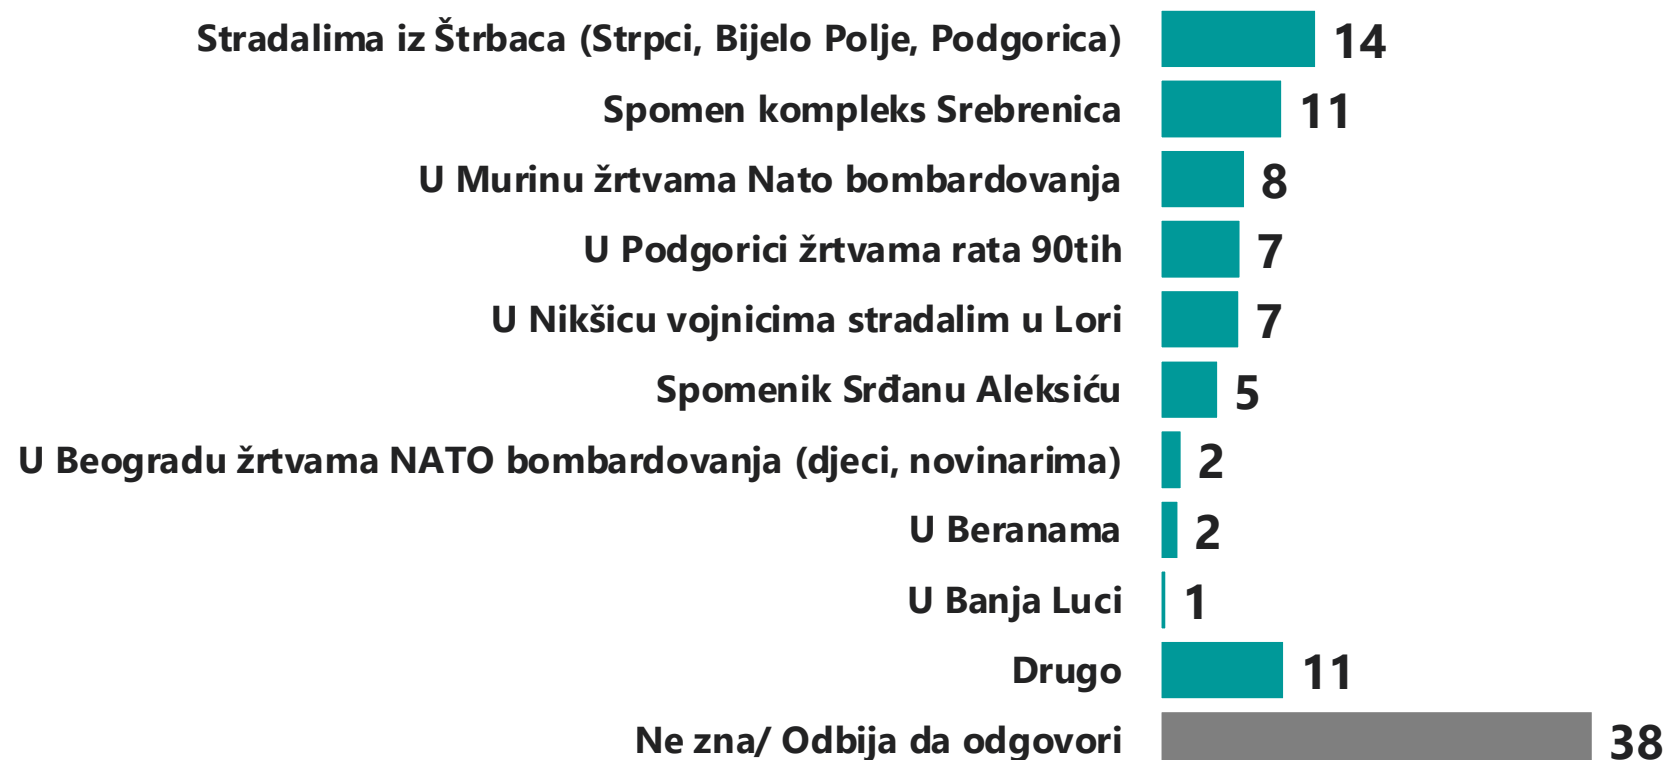 Stradalima iz Štrbaca (Strpci, Bijelo Polje, Podgorica) 14
Spomen kompleks Srebrenica 11
U Murinu žrtvama Nato bombardovanja 8
U Podgorici žrtvama rata 90tih 7
U Nikšicu vojnicima stradalim u Lori 7
Spomenik Srđanu Aleksiću 5
U Beogradu žrtvama NATO bombardovanja (djeci, novinarima) 2
U Beranama 2
U Banja Luci 1
Drugo 11
Ne zna/ Odbija da odgovori 38